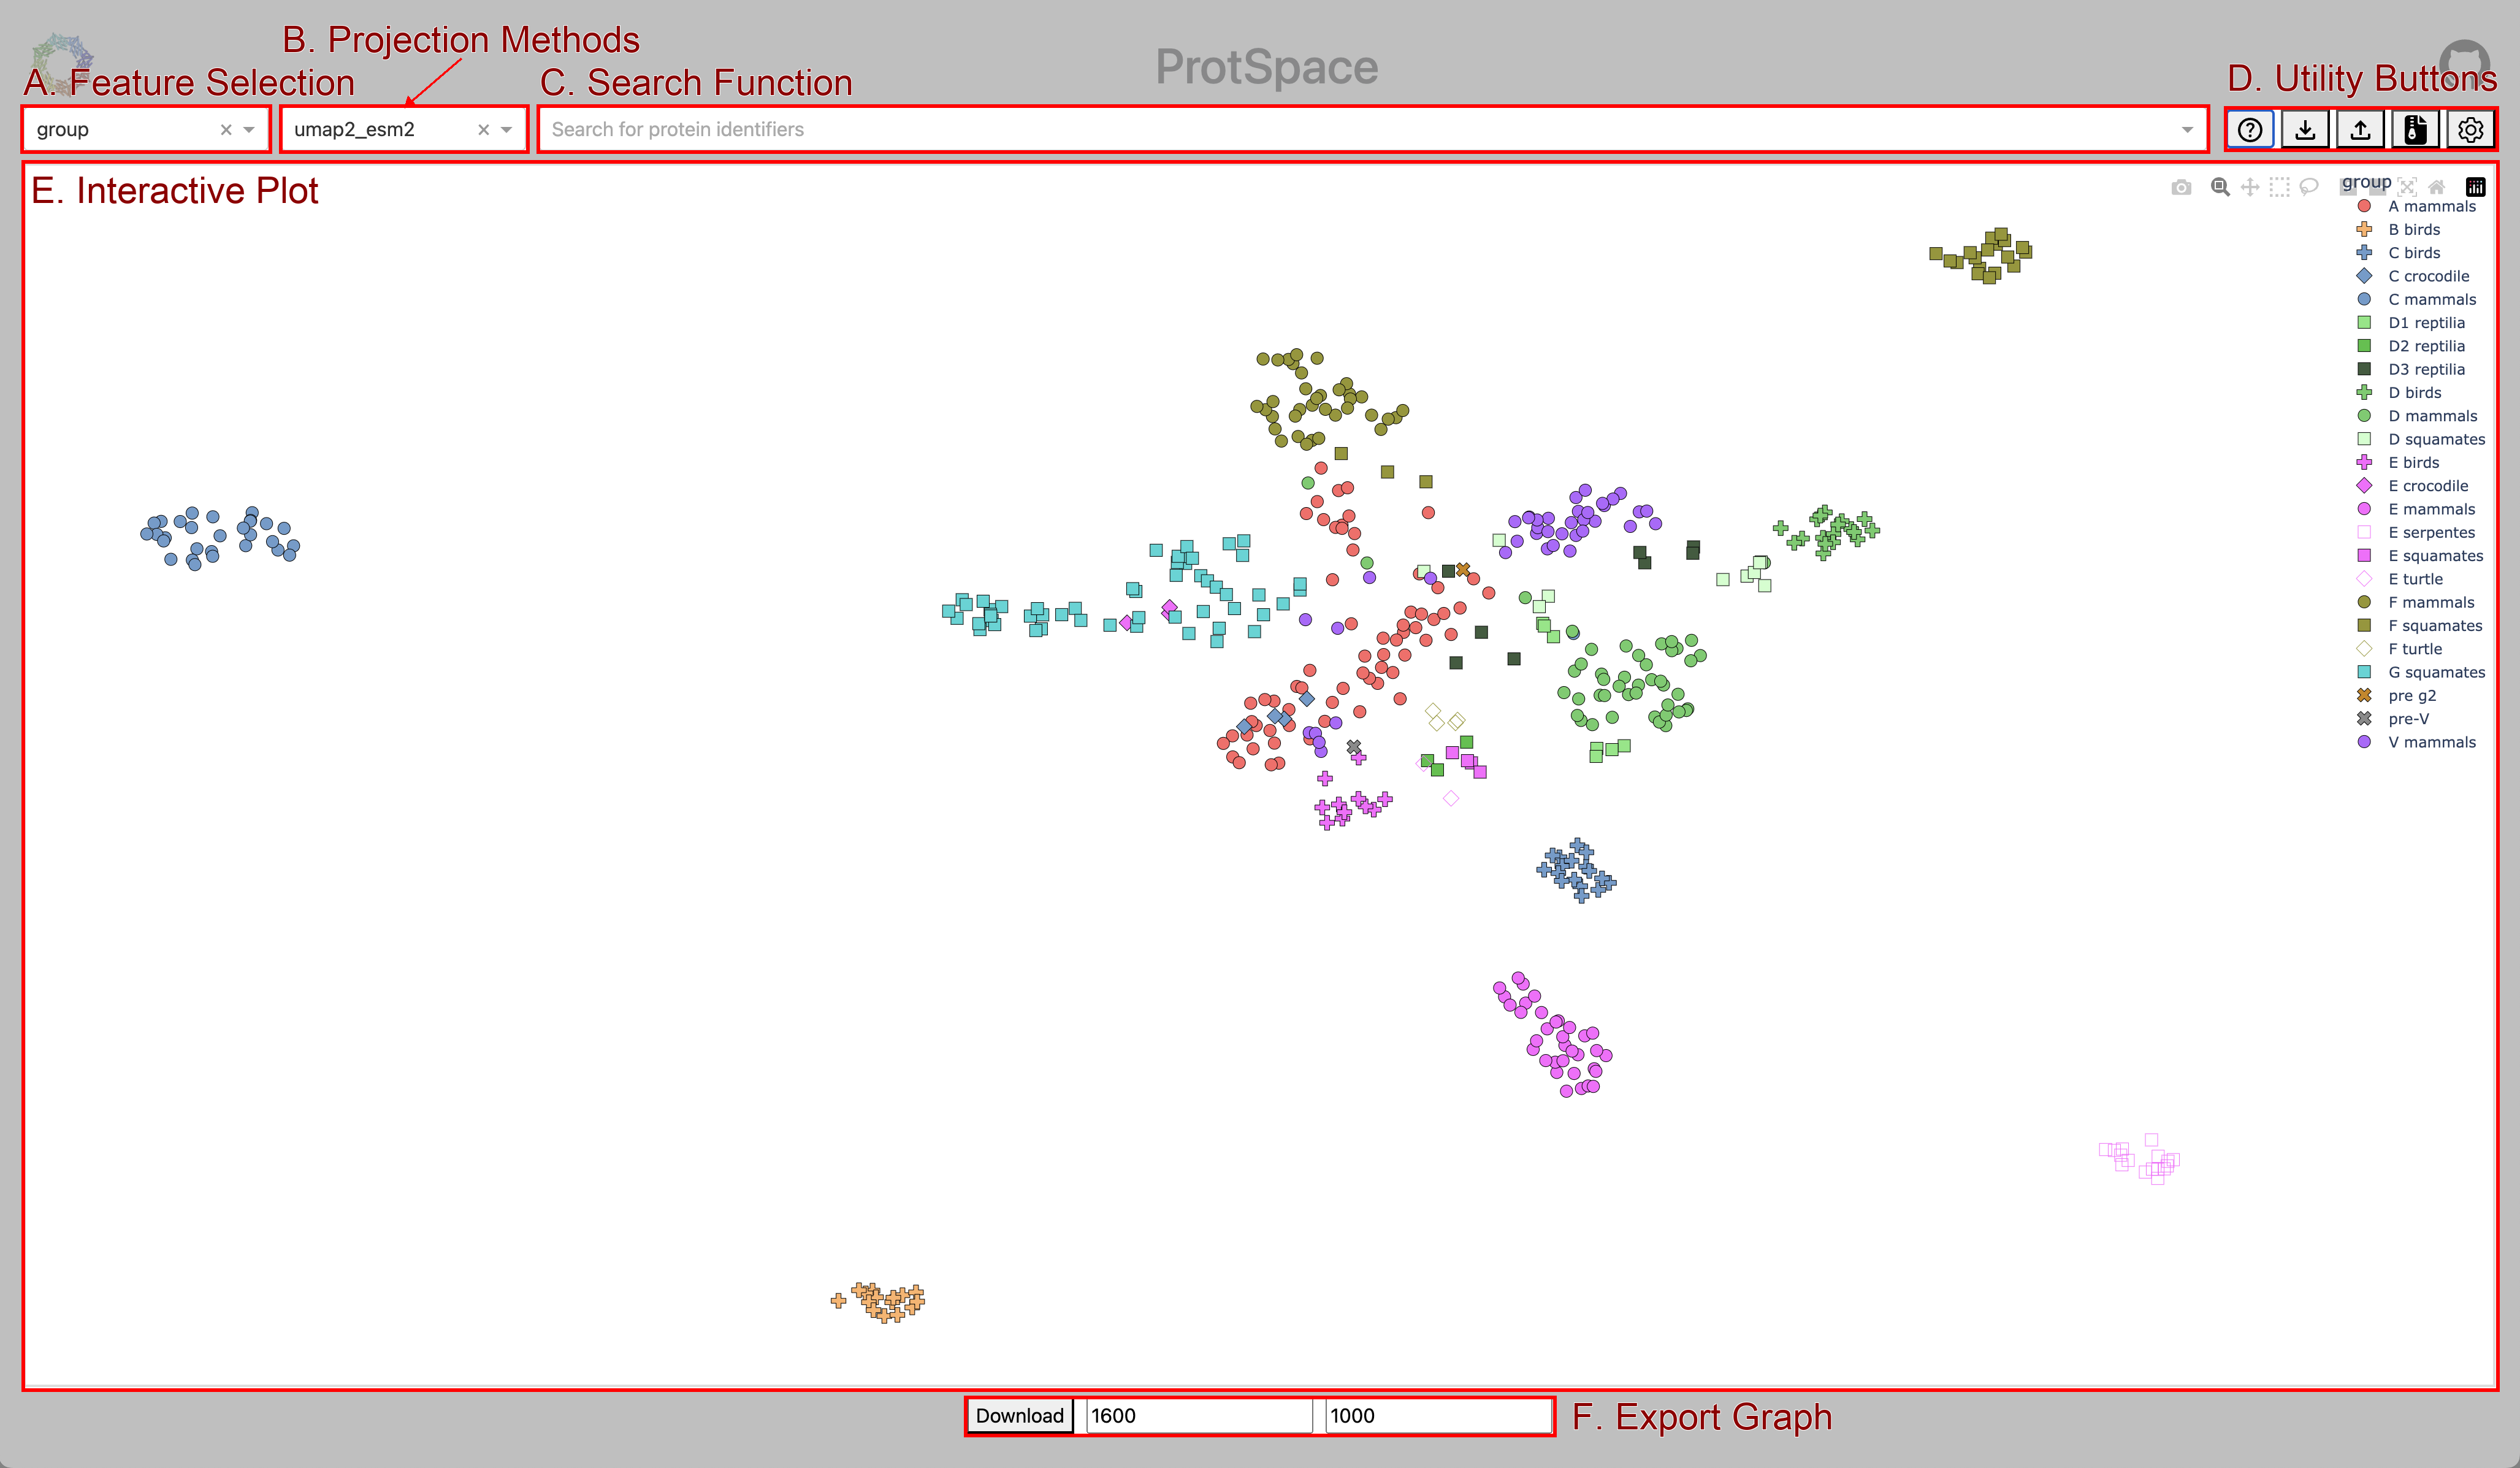 B. Projection Methods
ProtSpace
A. Feature Selection
C. Search Function
D. Utility Buttons
group
umap2_esm2
Search for protein identifiers
E. Interactive Plot
group
A mammals
B birds
C birds
C crocodile
C mammals
D1 reptilia
D2 reptilia
D3 reptilia
D birds
D mammals
D squamates
E birds
E crocodile
E mammals
E serpentes
E squamates
E turtle
F mammals
F squamates
F turtle
G squamates
pre g2
pre-V
V mammals
Download
1600
1000
F. Export Graph